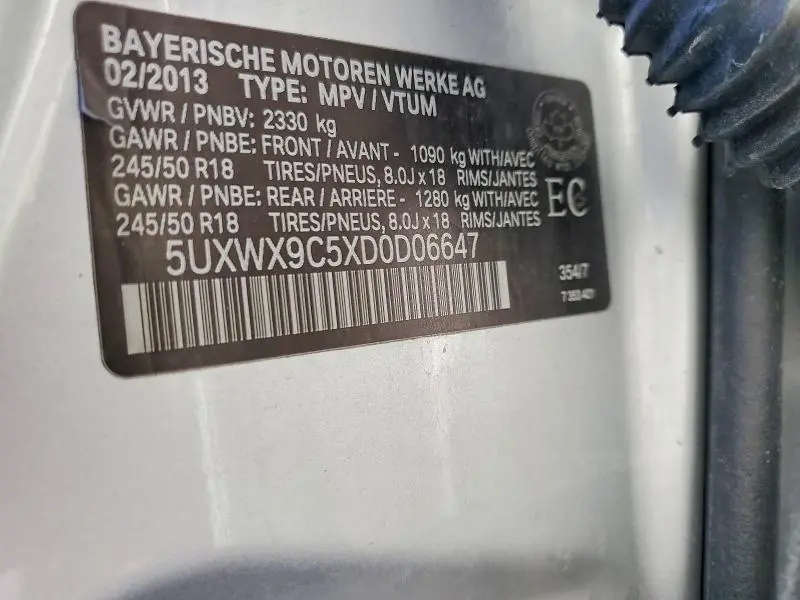 BAYERISCHE MOTOREN WERKE AG
02/2013 TYPE: MPV / VTUM
GVWR / PNBV: 2330 kg
GAWR / PNBE: FRONT / AVANT - 1090 kg WITH/AVEC
245/50 R18 TIRES/PNEUS, 8.0J x 18 RIMS/JANTES
GAWR / PNBE: REAR / ARRIERE - 1280 kg WITH/AVEC
245/50 R18 TIRES/PNEUS, 8.0J x 18 RIMS/JANTES
EC
5UXWX9C5XD0D06647
354/7